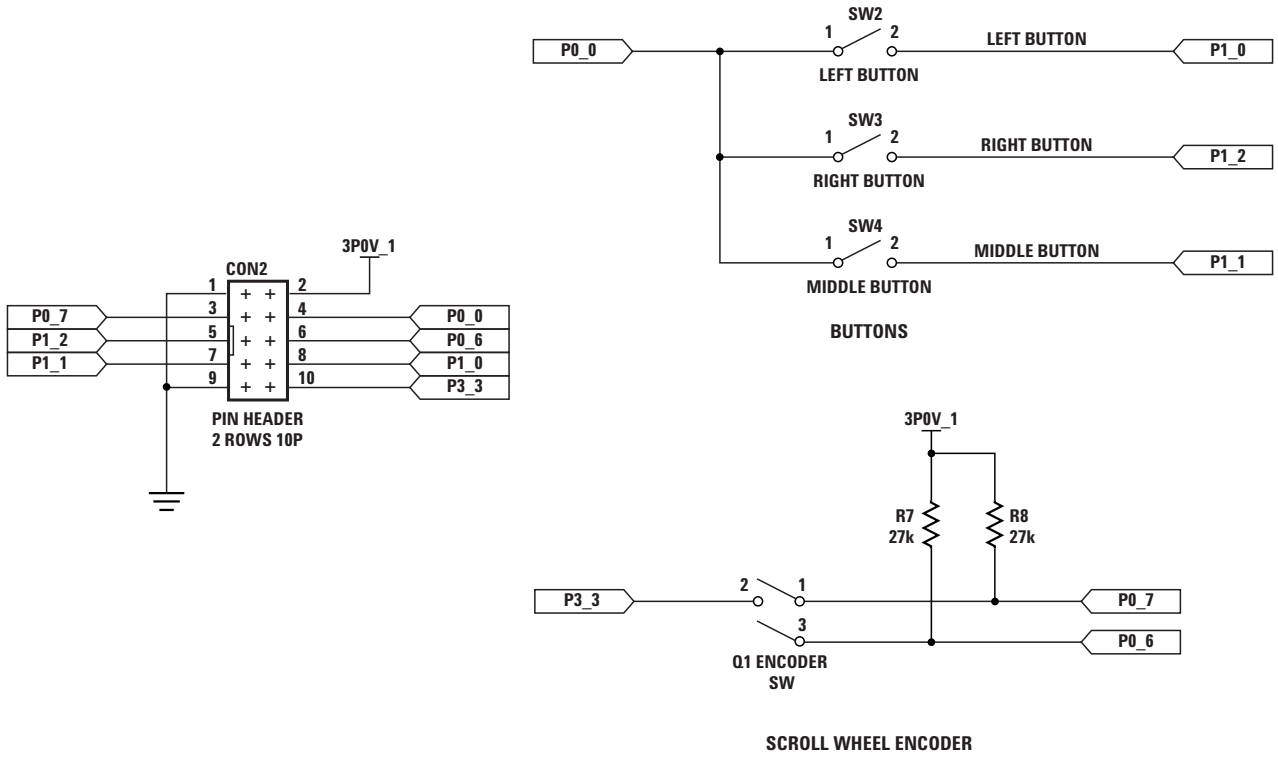 SW2
1 2
P0_0
LEFT BUTTON
P1_0
LEFT BUTTON
SW3
1 2
RIGHT BUTTON
P1_2
RIGHT BUTTON
SW4
1 2
MIDDLE BUTTON
P1_1
MIDDLE BUTTON
BUTTONS
3P0V_1
CON2
1 2
P0_7 3 4 P0_0
P1_2 5 6 P0_6
P1_1 7 8 P1_0
9 10 P3_3
PIN HEADER
2 ROWS 10P
3P0V_1
R7
27k
R8
27k
P3_3
2 1
P0_7
3
P0_6
Q1 ENCODER
SW
SCROLL WHEEL ENCODER